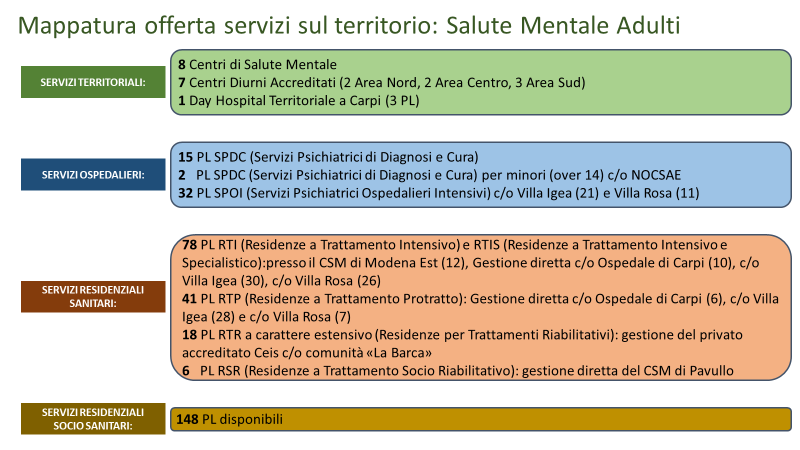 Mappatura offerta servizi sul territorio: Salute Mentale Adulti
SERVIZI TERRITORIALI:
8 Centri di Salute Mentale
7 Centri Diurni Accreditati (2 Area Nord, 2 Area Centro, 3 Area Sud)
1 Day Hospital Territoriale a Carpi (3 PL)
SERVIZI OSPEDALIERI:
15 PL SPDC (Servizi Psichiatrici di Diagnosi e Cura)
2 PL SPDC (Servizi Psichiatrici di Diagnosi e Cura) per minori (over 14) c/o NOCSAE
32 PL SPOI (Servizi Psichiatrici Ospedalieri Intensivi) c/o Villa Igea (21) e Villa Rosa (11)
SERVIZI RESIDENZIALI
SANITARI:
78 PL RTI (Residenze a Trattamento Intensivo) e RTIS (Residenze a Trattamento Intensivo e
Specialistico):presso il CSM di Modena Est (12), Gestione diretta c/o Ospedale di Carpi (10), c/o
Villa Igea (30), c/o Villa Rosa (26)
41 PL RTP (Residenze a Trattamento Protratto): Gestione diretta c/o Ospedale di Carpi (6), c/o Villa
Igea (28) e c/o Villa Rosa (7)
18 PL RTR a carattere estensivo (Residenze per Trattamenti Riabilitativi): gestione del privato
accreditato Ceis c/o comunità «La Barca»
6 PL RSR (Residenze a Trattamento Socio Riabilitativo): gestione diretta del CSM di Pavullo
SERVIZI RESIDENZIALI
SOCIO SANITARI:
148 PL disponibili